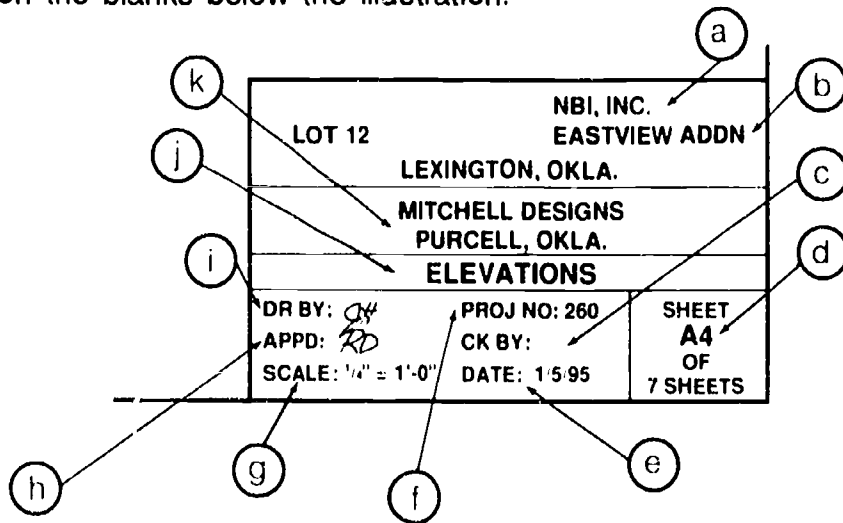 on the blanks below the illustration.
a
k
NBI, INC.
b
LOT 12 EASTVIEW ADDN
j
LEXINGTON, OKLA.
c
MITCHELL DESIGNS
PURCELL, OKLA.
d
i
ELEVATIONS
DR BY: PROJ NO: 260 SHEET
APPD: RD CK BY: A4
OF
SCALE: 1/4" = 1'-0" DATE: 1/5/95 7 SHEETS
g
e
h
f